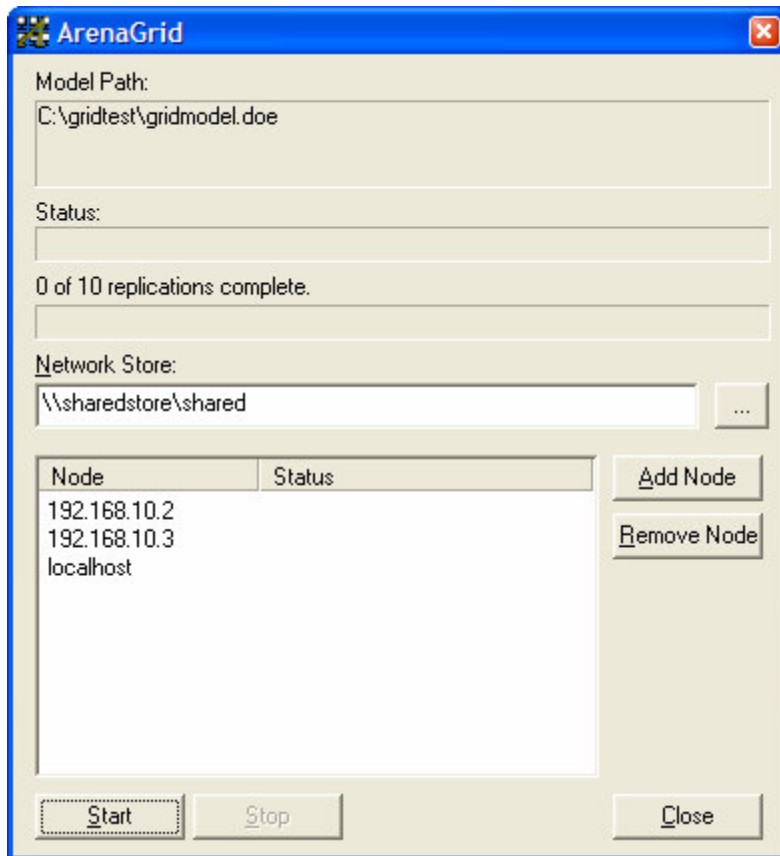 ArenaGrid
Model Path:
C:\gridtest\gridmodel.doe
Status:
0 of 10 replications complete.
Network Store:
\\sharedstore\shared
...
Node Status
Add Node
192.168.10.2
192.168.10.3
Remove Node
localhost
Start Stop Close